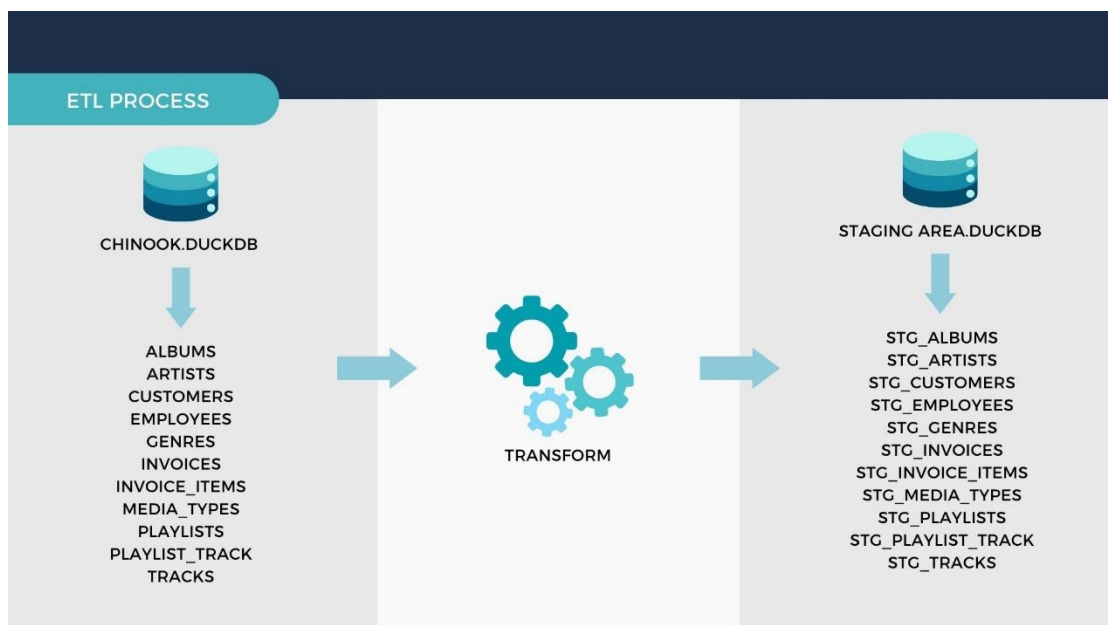 ETL PROCESS
CHINOOK.DUCKDB
ALBUMS
ARTISTS
CUSTOMERS
EMPLOYEES
GENRES
INVOICES
INVOICE_ITEMS
MEDIA_TYPES
PLAYLISTS
PLAYLIST_TRACK
TRACKS
TRANSFORM
STAGING AREA.DUCKDB
STG_ALBUMS
STG_ARTISTS
STG_CUSTOMERS
STG_EMPLOYEES
STG_GENRES
STG_INVOICES
STG_INVOICE_ITEMS
STG_MEDIA_TYPES
STG_PLAYLISTS
STG_PLAYLIST_TRACK
STG_TRACKS